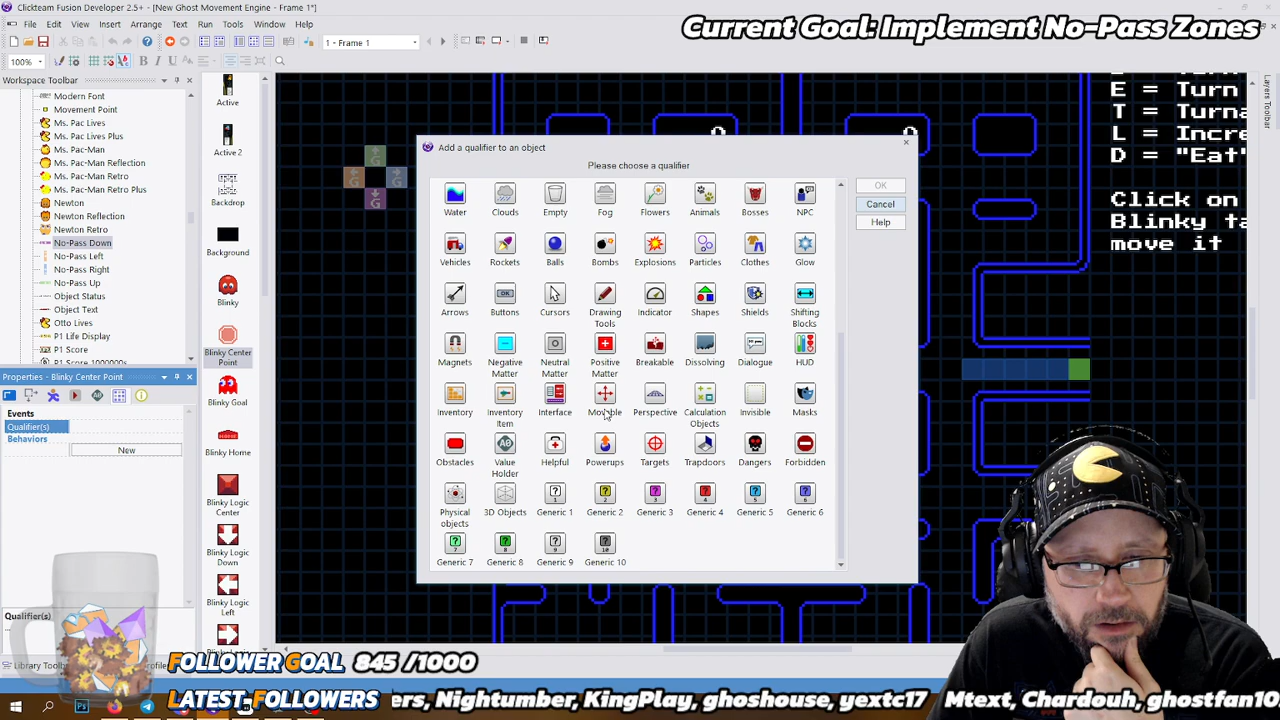 Clickteam Fusion Developer 2.5+ - [New Ghost Movement Engine - Frame 1*]
Current Goal: Implement No-Pass Zones
File Edit View Insert Arrange Text Run Tools Window Help
1 - Frame 1
100%
Workspace Toolbar
Modern Font
Movement Point
Ms. Pac Lives
Ms. Pac Lives Plus
Ms. Pac-Man
Ms. Pac-Man Reflection
Ms. Pac-Man Retro
Ms. Pac-Man Retro Plus
Newton
Newton Reflection
Newton Retro
No-Pass Down
No-Pass Left
No-Pass Right
No-Pass Up
Object Status
Object Text
Otto Lives
P1 Life Display
P1 Score
P1 Score 1000000s
Properties - Blinky Center Point
Events
Qualifier(s)
Behaviors
New
Qualifier(s)
...
Library Toolb
Active
Active 2
Backdrop
Background
Blinky
Blinky Center Point
Blinky Goal
Blinky Home
Blinky Logic Center
Blinky Logic Down
Blinky Logic Left
G
G G
G
Add a qualifier to an object
Please choose a qualifier
OK
Cancel
Help
Water Clouds Empty Fog Flowers Animals Bosses NPC
Vehicles Rockets Balls Bombs Explosions Particles Clothes Glow
Arrows Buttons Cursors Drawing Tools Indicator Shapes Shields Shifting Blocks
Magnets Negative Matter Neutral Matter Positive Matter Breakable Dissolving Dialogue HUD
Inventory Inventory Item Interface Movable Perspective Calculation Objects Invisible Masks
Obstacles Value Holder Helpful Powerups Targets Trapdoors Dangers Forbidden
Physical objects 3D Objects Generic 1 Generic 2 Generic 3 Generic 4 Generic 5 Generic 6
Generic 7 Generic 8 Generic 9 Generic 10
E = Turn
T = Turna
L = Incre
D = "Eat"
Click on
Blinky ta
move it
Layers Toolbar
Follower Goal 845 /1000
Latest Followers ers, Nightumber, KingPlay, ghoshouse, yextc17 Mtext, Chardouh, ghostfan10